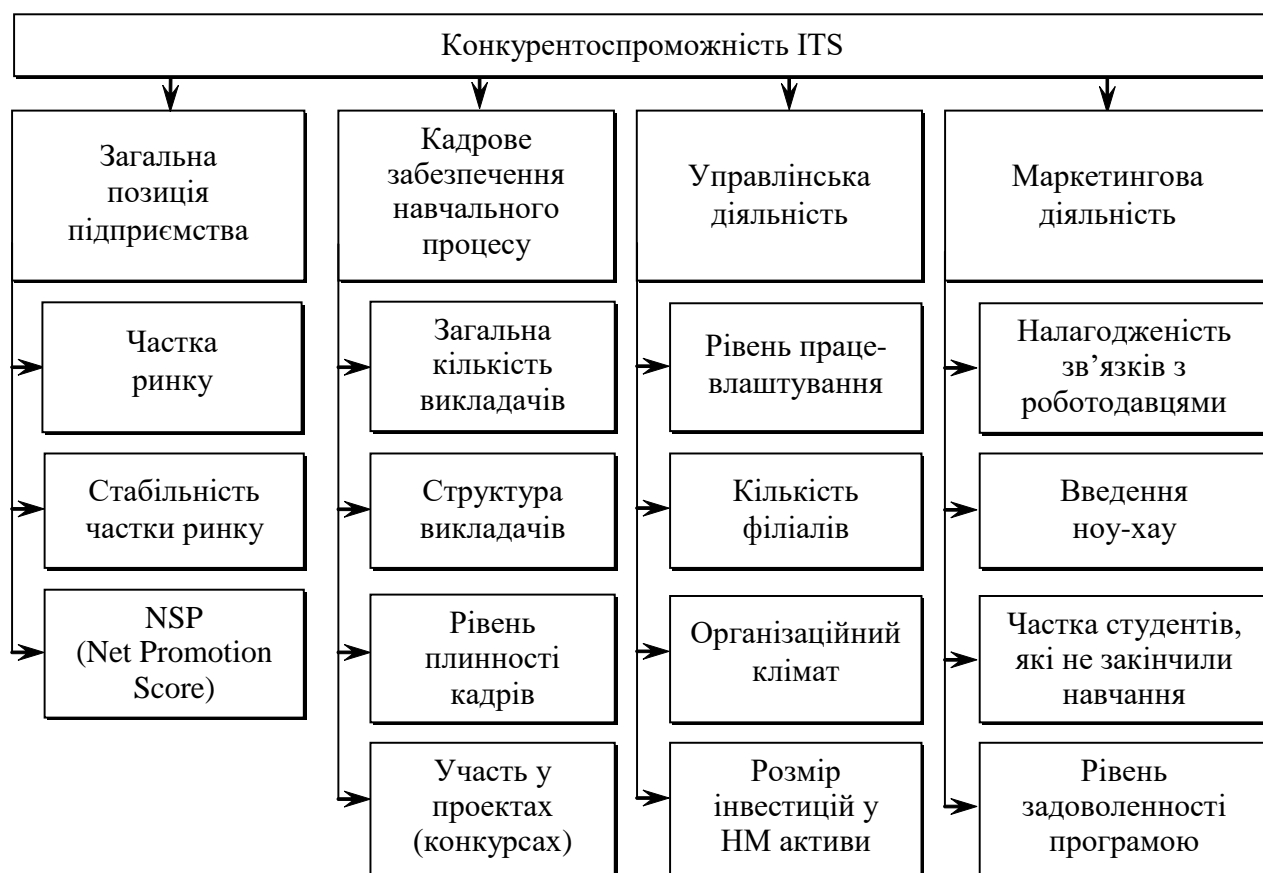 Конкурентоспроможність ITS
Загальна
позиція
підприємства
Частка
ринку
Стабільність
частки ринку
NSP
(Net Promotion
Score)
Кадрове
забезпечення
навчального
процесу
Загальна
кількість
викладачів
Структура
викладачів
Рівень
плинності
кадрів
Участь у
проектах
(конкурсах)
Управлінська
діяльність
Рівень праце-
влаштування
Кількість
філіалів
Організаційний
клімат
Розмір
інвестицій у
НМ активи
Маркетингова
діяльність
Налагодженість
зв’язків з
роботодавцями
Введення
ноу-хау
Частка студентів,
які не закінчили
навчання
Рівень
задоволенності
програмою